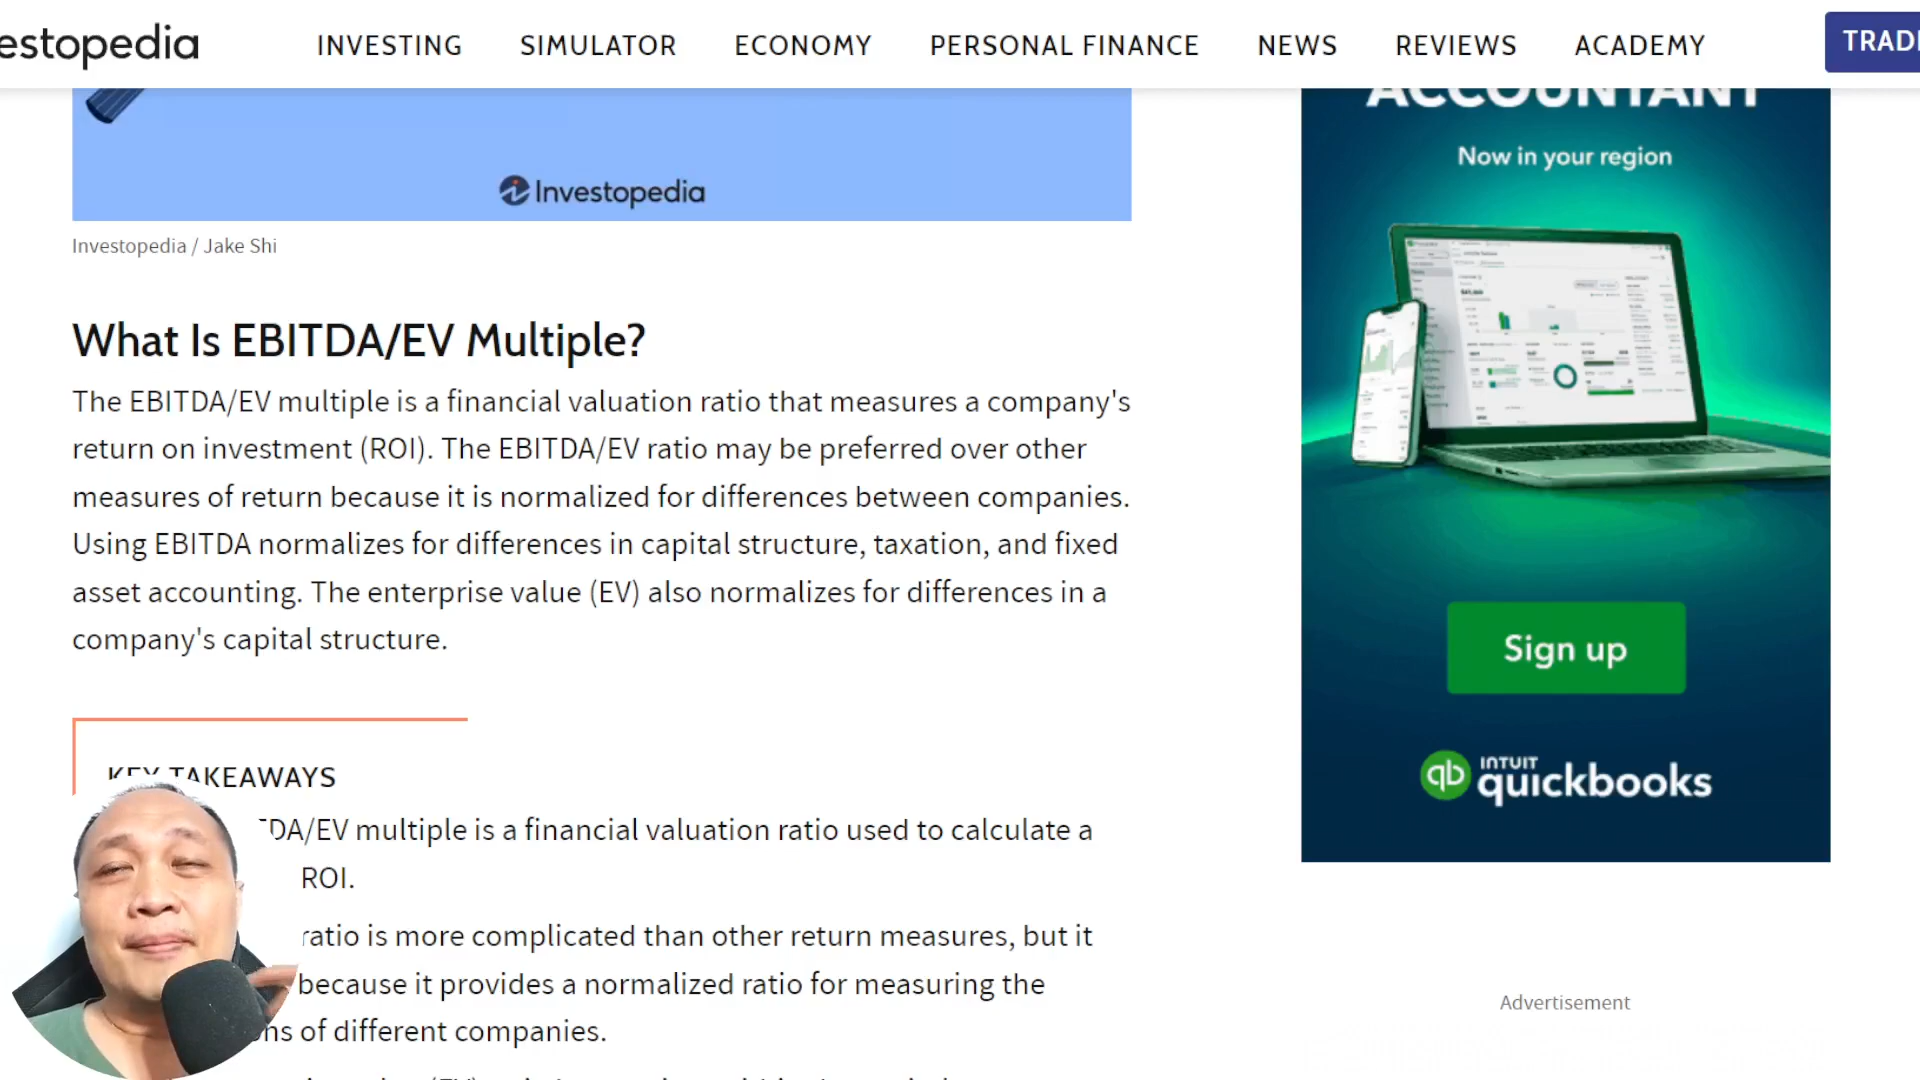 estopedia
INVESTING SIMULATOR ECONOMY PERSONAL FINANCE NEWS REVIEWS ACADEMY TRAD
ACCOUNTANT
Now in your region
Investopedia
Investopedia / Jake Shi
What Is EBITDA/EV Multiple?
The EBITDA/EV multiple is a financial valuation ratio that measures a company's
return on investment (ROI). The EBITDA/EV ratio may be preferred over other
measures of return because it is normalized for differences between companies.
Using EBITDA normalizes for differences in capital structure, taxation, and fixed
asset accounting. The enterprise value (EV) also normalizes for differences in a
company's capital structure.
KEY TAKEAWAYS
DA/EV multiple is a financial valuation ratio used to calculate a
ROI.
ratio is more complicated than other return measures, but it
because it provides a normalized ratio for measuring the
ns of different companies.
Sign up
qb INTUIT
quickbooks
Advertisement